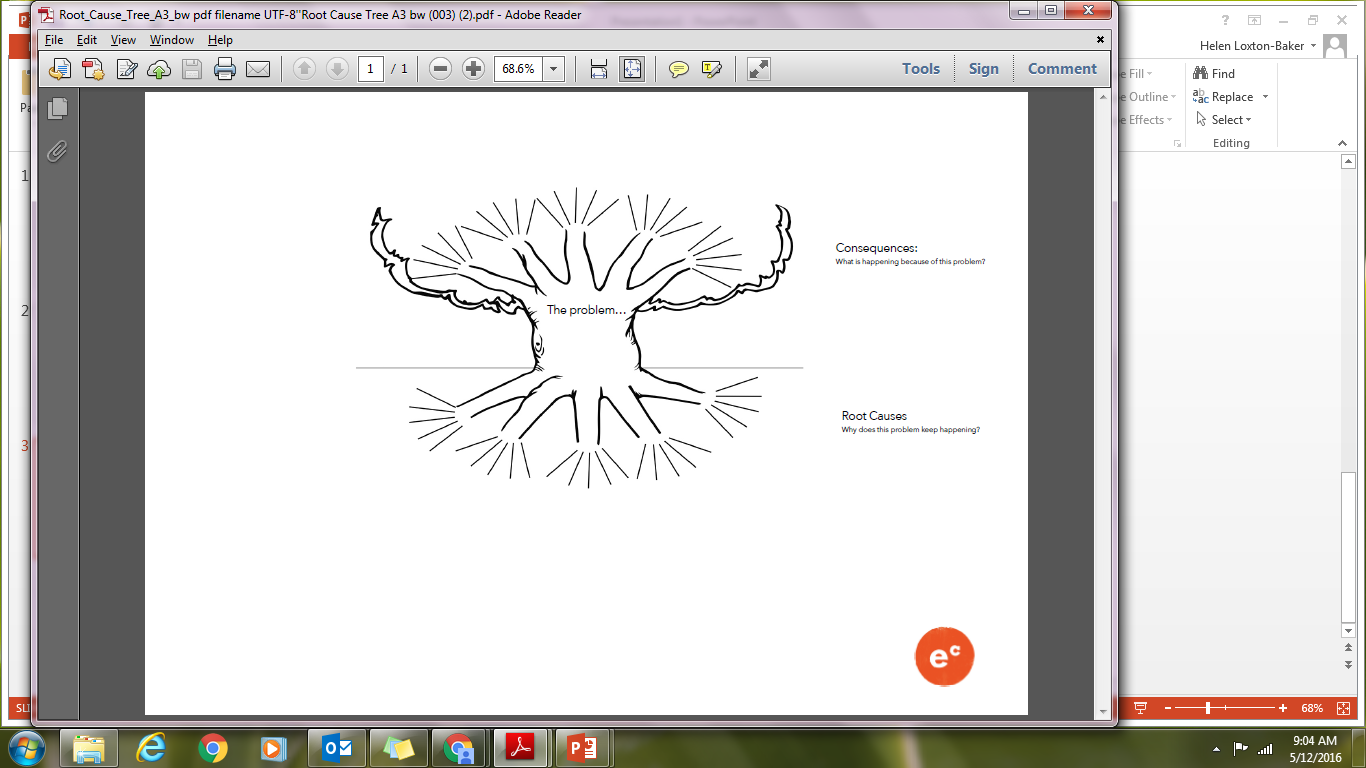 Root_Cause_Tree_A3_bw pdf filename UTF-8''Root Cause Tree A3 bw (003) (2).pdf - Adobe Reader
File Edit View Window Help
1 / 1 68.6% Tools Sign Comment
Helen Loxton-Baker
Fill
Find
Outline
Replace
Effects
Select
Editing
1
2
3
Consequences:
What is happening because of this problem?
The problem...
Root Causes
Why does this problem keep happening?
ec
68%
9:04 AM
5/12/2016